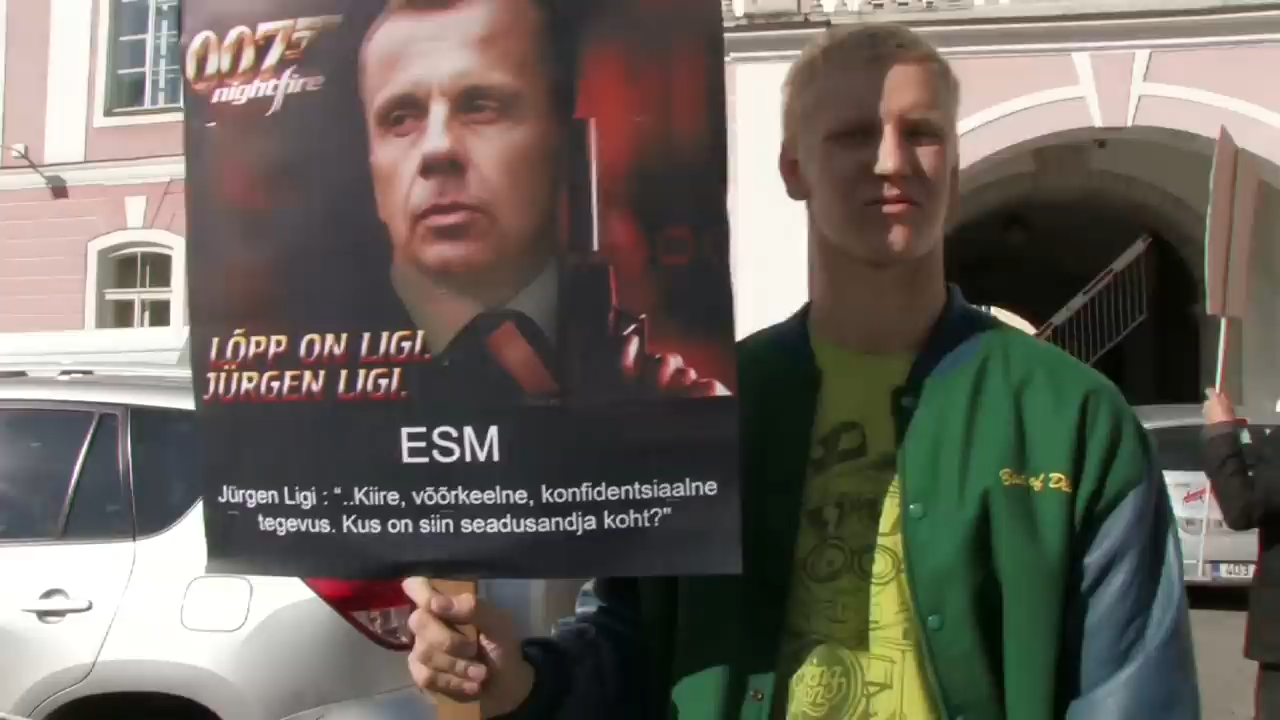 007
nightfire
LÕPP ON LIGI.
JÜRGEN LIGI.
ESM
Jürgen Ligi : “..Kiire, võõrkeelne, konfidentsiaalne
tegevus. Kus on siin seadusandja koht?”
403